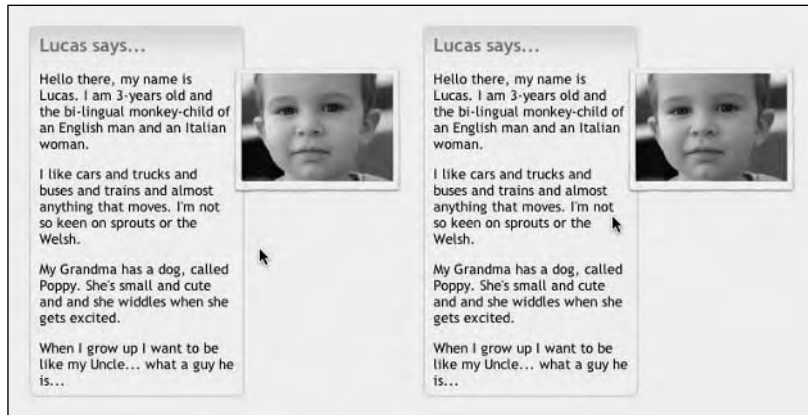 Lucas says...
Hello there, my name is
Lucas. I am 3-years old and
the bi-lingual monkey-child of
an English man and an Italian
woman.
I like cars and trucks and
buses and trains and almost
anything that moves. I'm not
so keen on sprouts or the
Welsh.
My Grandma has a dog, called
Poppy. She's small and cute
and and she widdles when she
gets excited.
When I grow up I want to be
like my Uncle... what a guy he
is...
Lucas says...
Hello there, my name is
Lucas. I am 3-years old and
the bi-lingual monkey-child of
an English man and an Italian
woman.
I like cars and trucks and
buses and trains and almost
anything that moves. I'm not
so keen on sprouts or the
Welsh.
My Grandma has a dog, called
Poppy. She's small and cute
and and she widdles when she
gets excited.
When I grow up I want to be
like my Uncle... what a guy he
is...